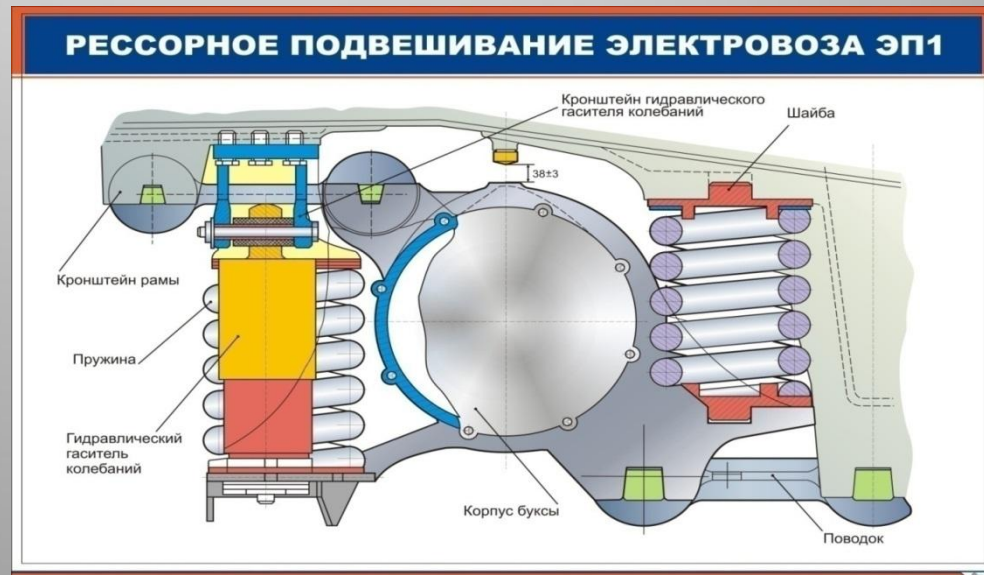 РЕССОРНОЕ ПОДВЕШИВАНИЕ ЭЛЕКТРОВОЗА ЭП1
Кронштейн гидравлического
гасителя колебаний
Шайба
38±3
Кронштейн рамы
Пружина
Гидравлический
гаситель
колебаний
Корпус буксы
Поводок